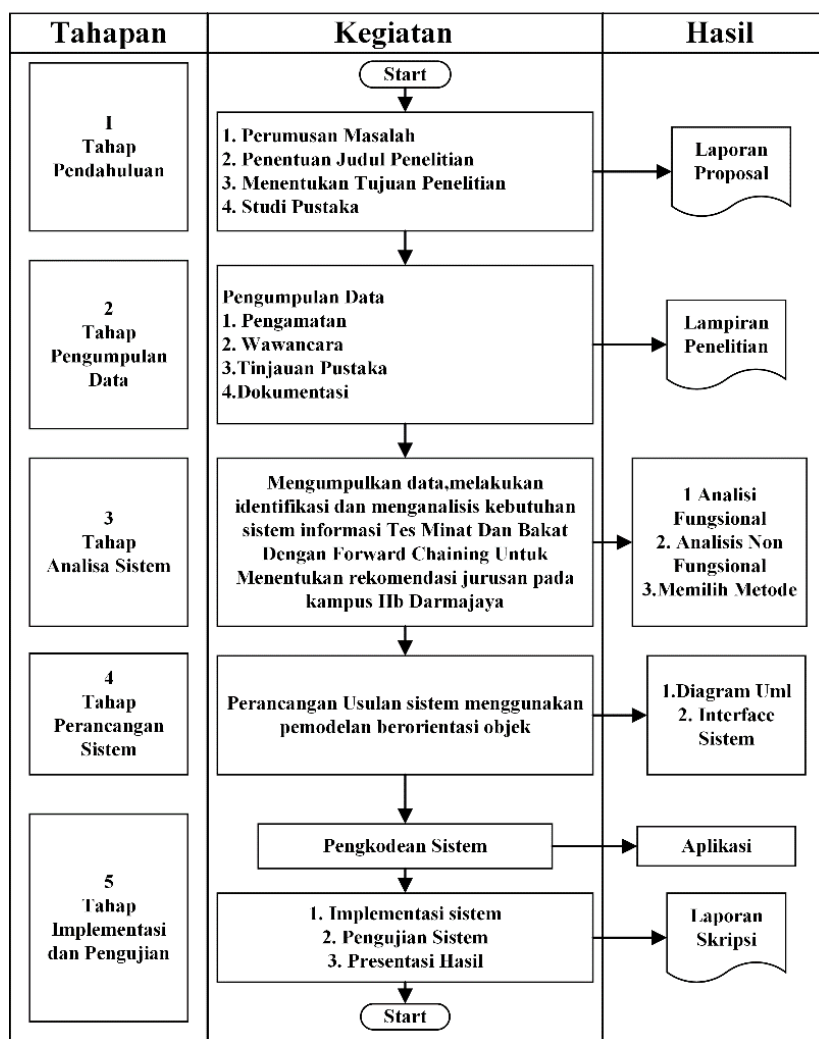 Tahapan
Kegiatan
Hasil
Start
1
Tahap
Pendahuluan
1. Perumusan Masalah
2. Penentuan Judul Penelitian
3. Menentukan Tujuan Penelitian
4. Studi Pustaka
Laporan
Proposal
2
Tahap
Pengumpulan
Data
Pengumpulan Data
1. Pengamatan
2. Wawancara
3.Tinjauan Pustaka
4.Dokumentasi
Lampiran
Penelitian
3
Tahap
Analisa Sistem
Mengumpulkan data,melakukan
identifikasi dan menganalisis kebutuhan
sistem informasi Tes Minat Dan Bakat
Dengan Forward Chaining Untuk
Menentukan rekomendasi jurusan pada
kampus IIb Darmajaya
1 Analisi
Fungsional
2. Analisis Non
Fungsional
3.Memilih Metode
4
Tahap
Perancangan
Sistem
Perancangan Usulan sistem menggunakan
pemodelan berorientasi objek
1.Diagram Uml
2. Interface
Sistem
5
Tahap
Implementasi
dan Pengujian
Pengkodean Sistem
Aplikasi
1. Implementasi sistem
2. Pengujian Sistem
3. Presentasi Hasil
Laporan
Skripsi
Start